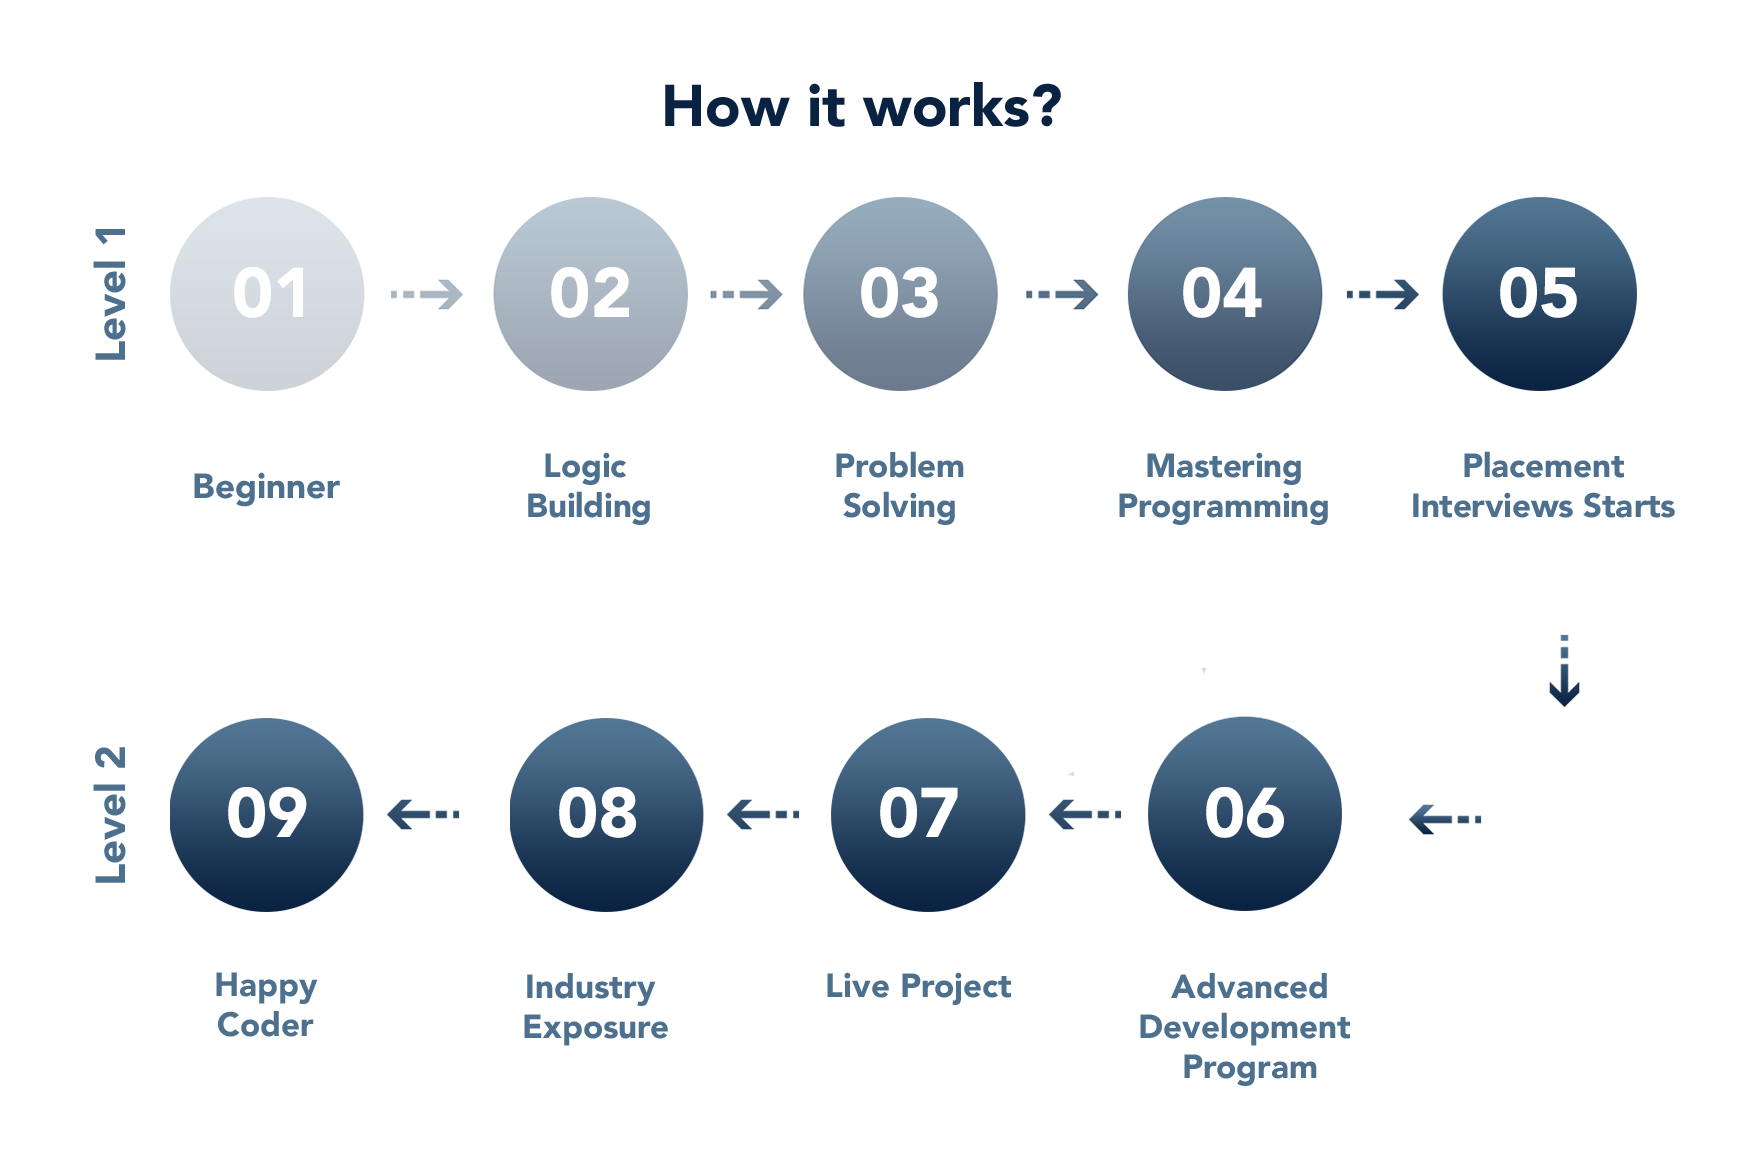 How it works?
Level 1
01
02
03
04
05
Beginner
Logic
Building
Problem
Solving
Mastering
Programming
Placement
Interviews Starts
Level 2
09
08
07
06
Happy
Coder
Industry
Exposure
Live Project
Advanced
Development
Program